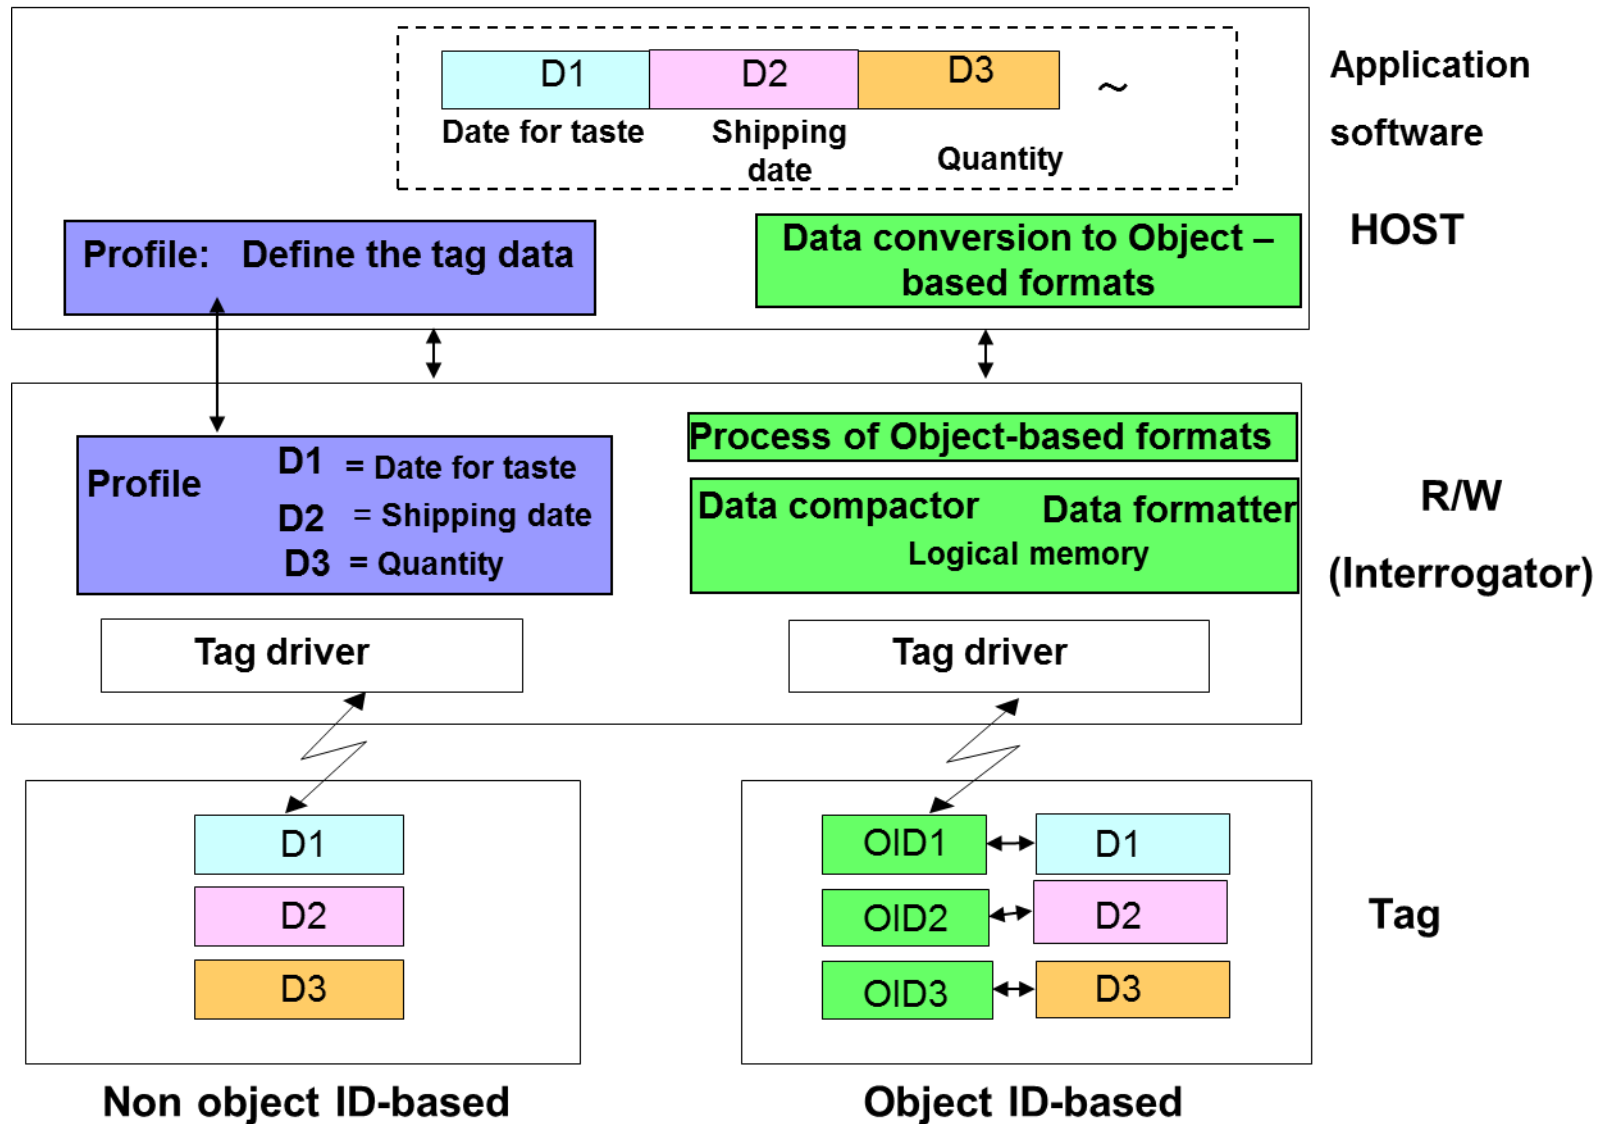 D1
D2
D3
~
Date for taste
Shipping
date
Quantity
Application
software
Profile: Define the tag data
Data conversion to Object –
based formats
HOST
Profile
D1 = Date for taste
D2 = Shipping date
D3 = Quantity
Process of Object-based formats
Data compactor Data formatter
Logical memory
R/W
(Interrogator)
Tag driver
Tag driver
D1
D2
D3
OID1
D1
OID2
D2
OID3
D3
Tag
Non object ID-based
Object ID-based